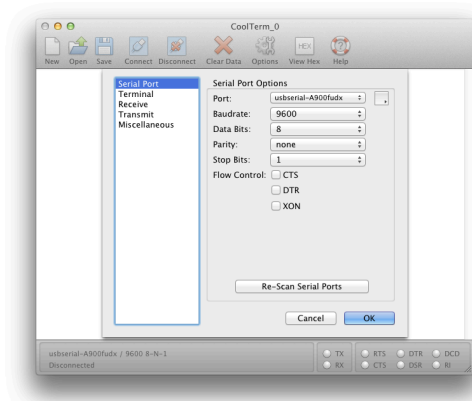 CoolTerm_0
New Open Save Connect Disconnect Clear Data Options View Hex Help
HEX
Serial Port
Terminal
Receive
Transmit
Miscellaneous
Serial Port Options
Port: usbserial-A900fudx
Baudrate: 9600
Data Bits: 8
Parity: none
Stop Bits: 1
Flow Control: CTS
DTR
XON
Re-Scan Serial Ports
Cancel OK
usbserial-A900fudx / 9600 8-N-1
Disconnected
TX RTS DTR DCD
RX CTS DSR RI